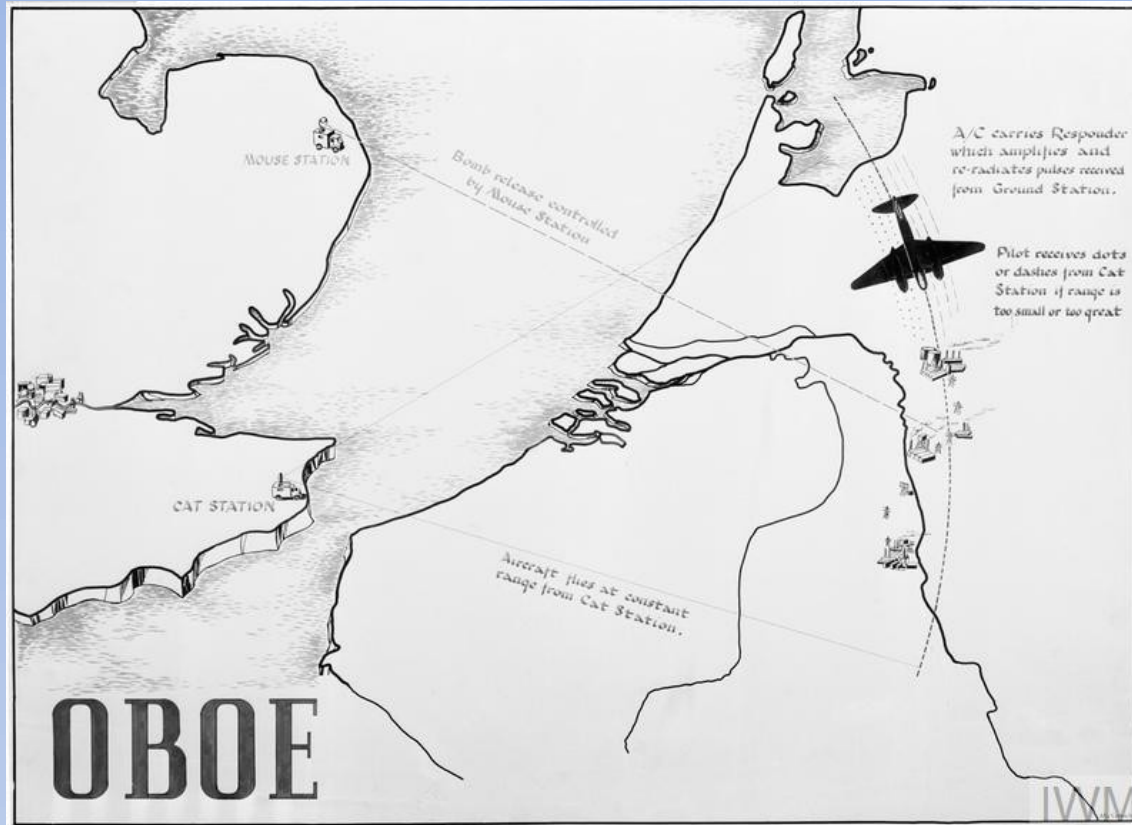 MOUSE STATION
Bomb release controlled
by Mouse Station
A/C carries Responder
which amplifies and
re-radiates pulses received
from Ground Station.
Pilot receives dots
or dashes from Cat
Station if range is
too small or too great
CAT STATION
Aircraft flies at constant
range from Cat Station.
OBOE
IWM